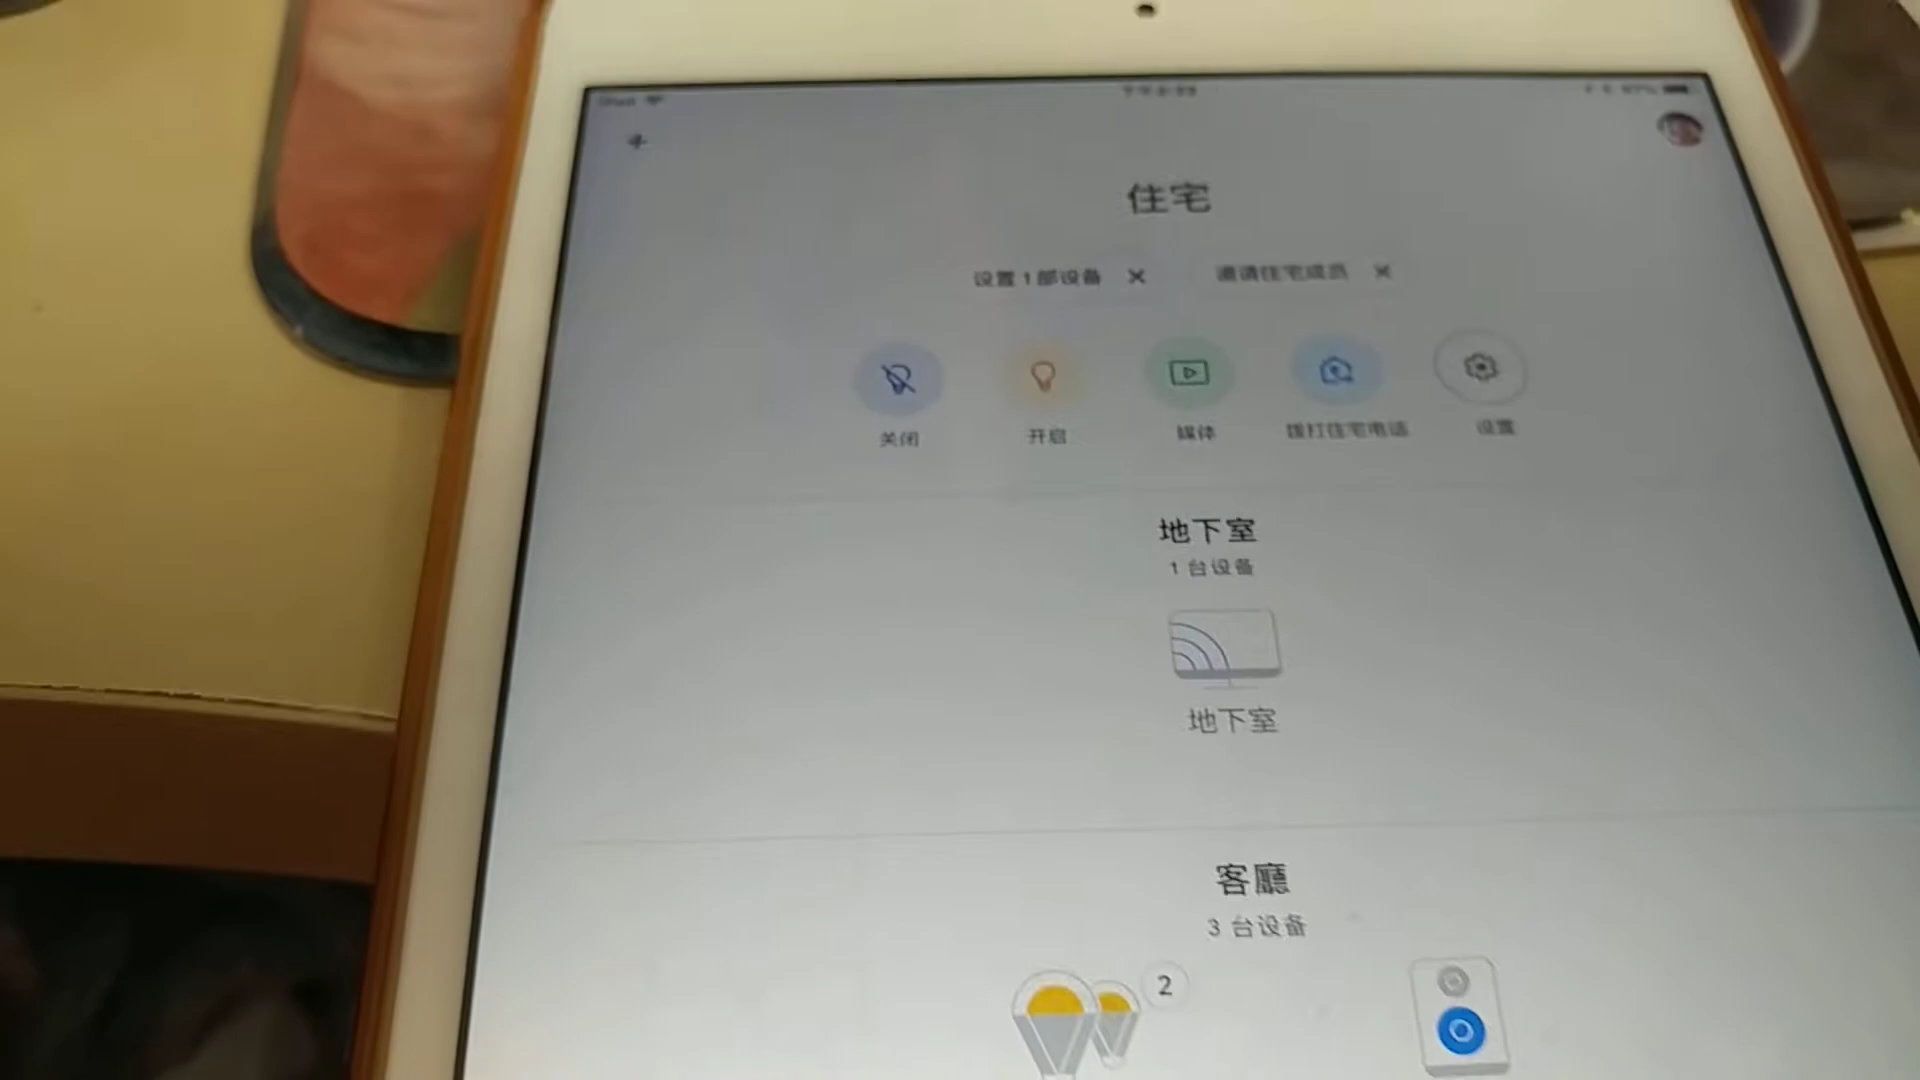 iPad
住宅
设置 1 部设备
邀请住宅成员
关闭
开启
媒体
拨打住宅电话
设置
地下室
1 台设备
地下室
客廳
3 台设备
2